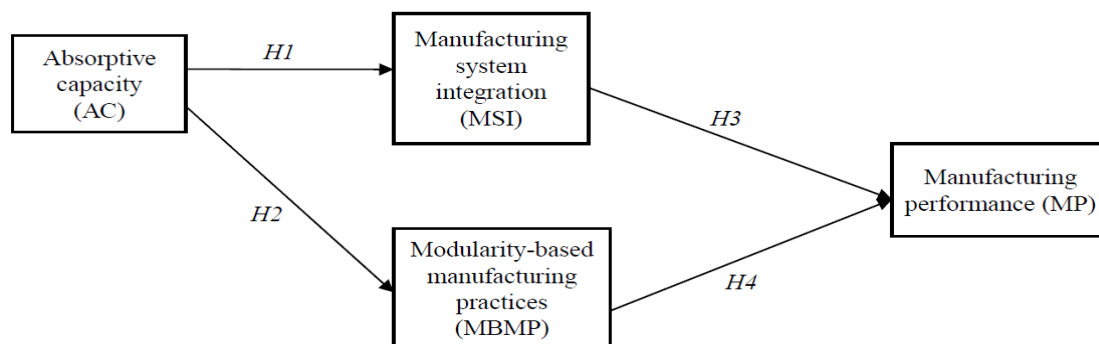 Absorptive
capacity
(AC)
H1
Manufacturing
system
integration
(MSI)
H3
Manufacturing
performance (MP)
H2
Modularity-based
manufacturing
practices
(MBMP)
H4